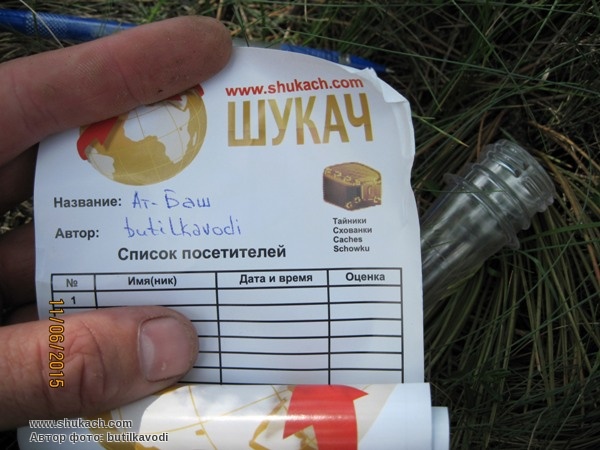 www.shukach.com
ШУКАЧ
Название: Ат-Баш
Автор: butilkavodi
Тайники
Схованки
Caches
Schowku
Список посетителей
№ Имя(ник) Дата и время Оценка
1
11/06/2015
www.shukach.com
Автор фото: butilkavodi